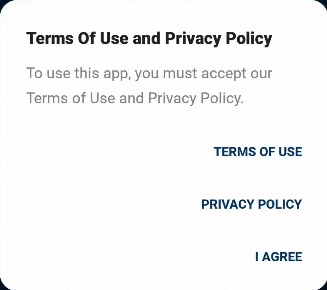 Terms Of Use and Privacy Policy
To use this app, you must accept our
Terms of Use and Privacy Policy.
TERMS OF USE
PRIVACY POLICY
I AGREE